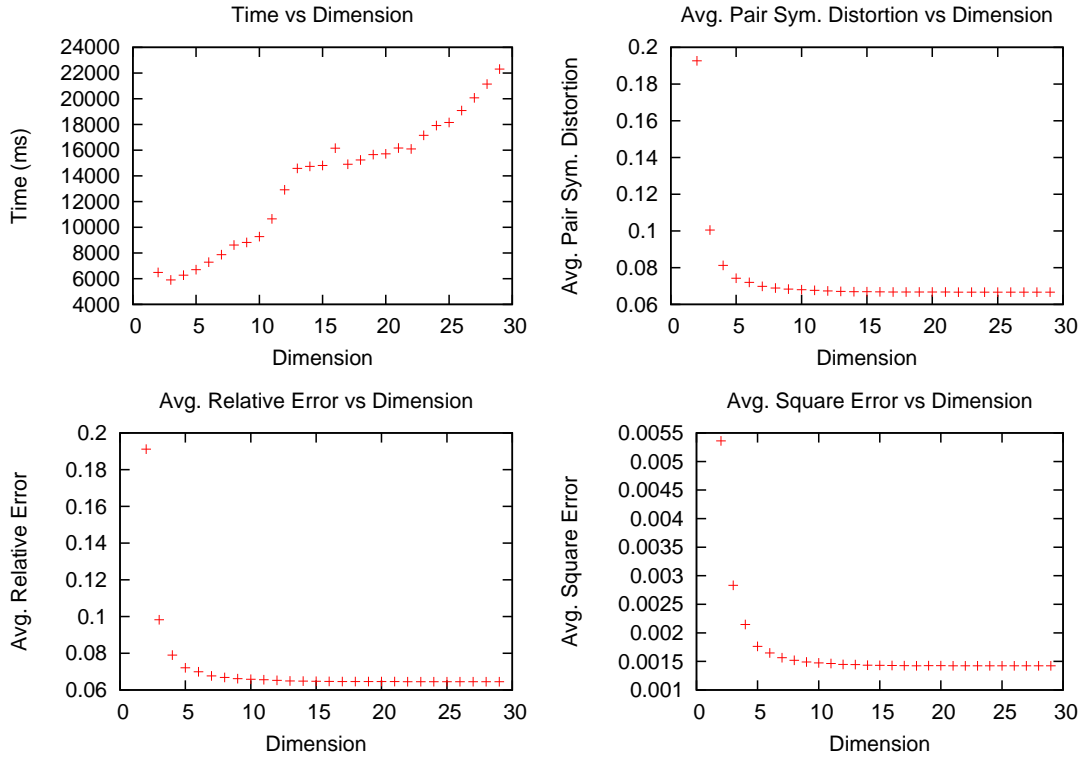 Time vs Dimension
Time (ms)
24000
22000
20000
18000
16000
14000
12000
10000
8000
6000
4000
0 5 10 15 20 25 30
Dimension
Avg. Pair Sym. Distortion vs Dimension
Avg. Pair Sym. Distortion
0.2
0.18
0.16
0.14
0.12
0.1
0.08
0.06
0 5 10 15 20 25 30
Dimension
Avg. Relative Error vs Dimension
Avg. Relative Error
0.2
0.18
0.16
0.14
0.12
0.1
0.08
0.06
0 5 10 15 20 25 30
Dimension
Avg. Square Error vs Dimension
Avg. Square Error
0.0055
0.005
0.0045
0.004
0.0035
0.003
0.0025
0.002
0.0015
0.001
0 5 10 15 20 25 30
Dimension